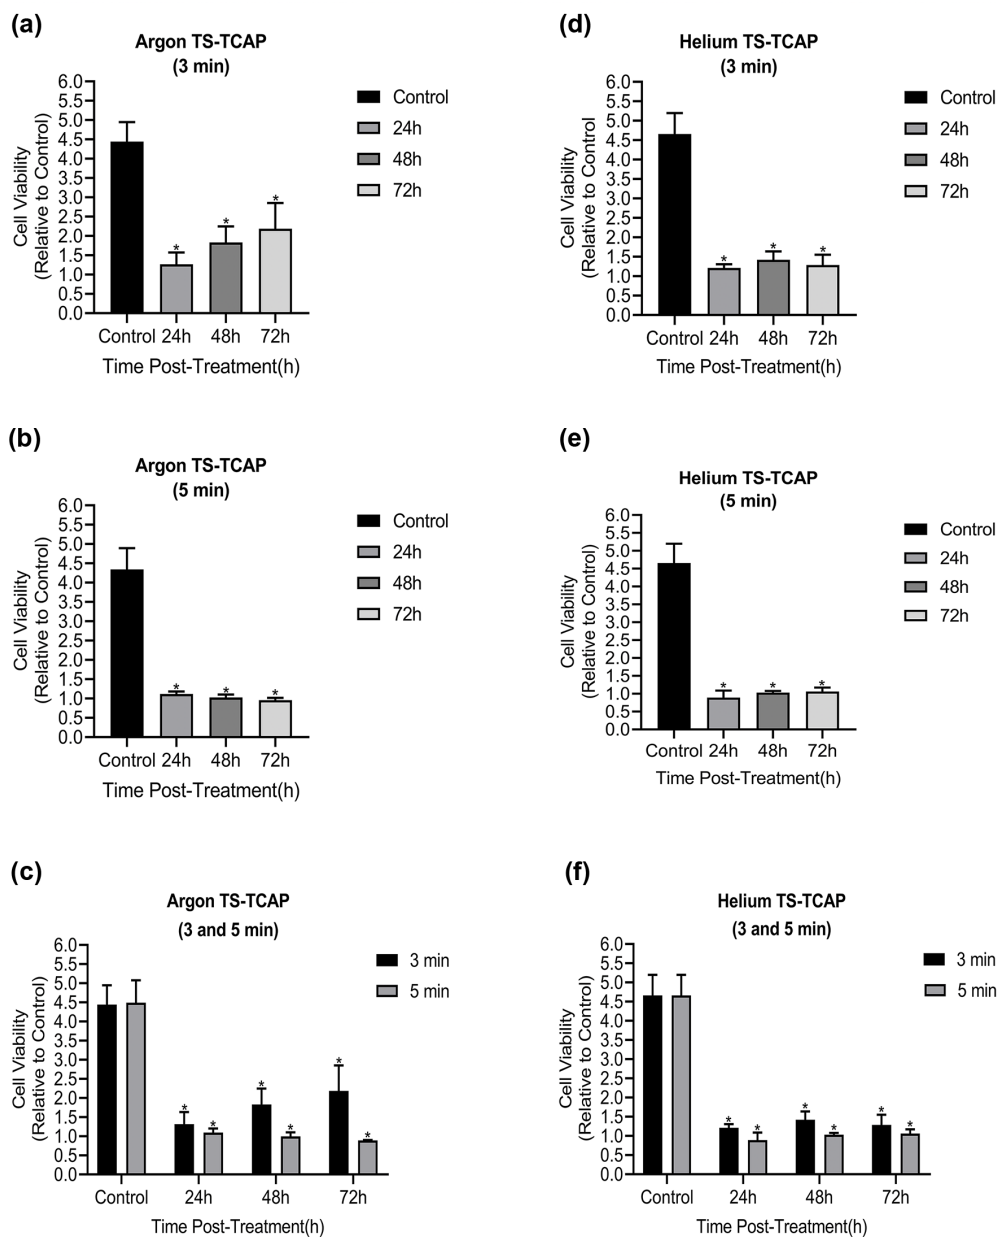 (a)
Argon TS-TCAP
(3 min)
Cell Viability
(Relative to Control)
6.0
5.5
5.0
4.5
4.0
3.5
3.0
2.5
2.0
1.5
1.0
0.5
0.0
*
*
*
Control 24h 48h 72h
Time Post-Treatment(h)
Control
24h
48h
72h
(d)
Helium TS-TCAP
(3 min)
Cell Viability
(Relative to Control
6.0
5.5
5.0
4.5
4.0
3.5
3.0
2.5
2.0
1.5
1.0
0.5
0.0
*
*
*
Control 24h 48h 72h
Time Post-Treatment(h)
Control
24h
48h
72h
(b)
Argon TS-TCAP
(5 min)
Cell Viability
(Relative to Control)
6.0
5.5
5.0
4.5
4.0
3.5
3.0
2.5
2.0
1.5
1.0
0.5
0.0
*
*
*
Control 24h 48h 72h
Time Post-Treatment(h)
Control
24h
48h
72h
(e)
Helium TS-TCAP
(5 min)
Cell Viability
(Relative to Control)
6.0
5.5
5.0
4.5
4.0
3.5
3.0
2.5
2.0
1.5
1.0
0.5
0.0
*
*
*
Control 24h 48h 72h
Time Post-Treatment(h)
Control
24h
48h
72h
(c)
Argon TS-TCAP
(3 and 5 min)
Cell Viability
(Relative to Control)
6.0
5.5
5.0
4.5
4.0
3.5
3.0
2.5
2.0
1.5
1.0
0.5
0.0
*
*
*
*
*
*
Control 24h 48h 72h
Time Post-Treatment(h)
3 min
5 min
(f)
Helium TS-TCAP
(3 and 5 min)
Cell Viability
(Relative to Control)
6.0
5.5
5.0
4.5
4.0
3.5
3.0
2.5
2.0
1.5
1.0
0.5
0.0
*
*
*
*
*
*
Control 24h 48h 72h
Time Post-Treatment(h)
3 min
5 min